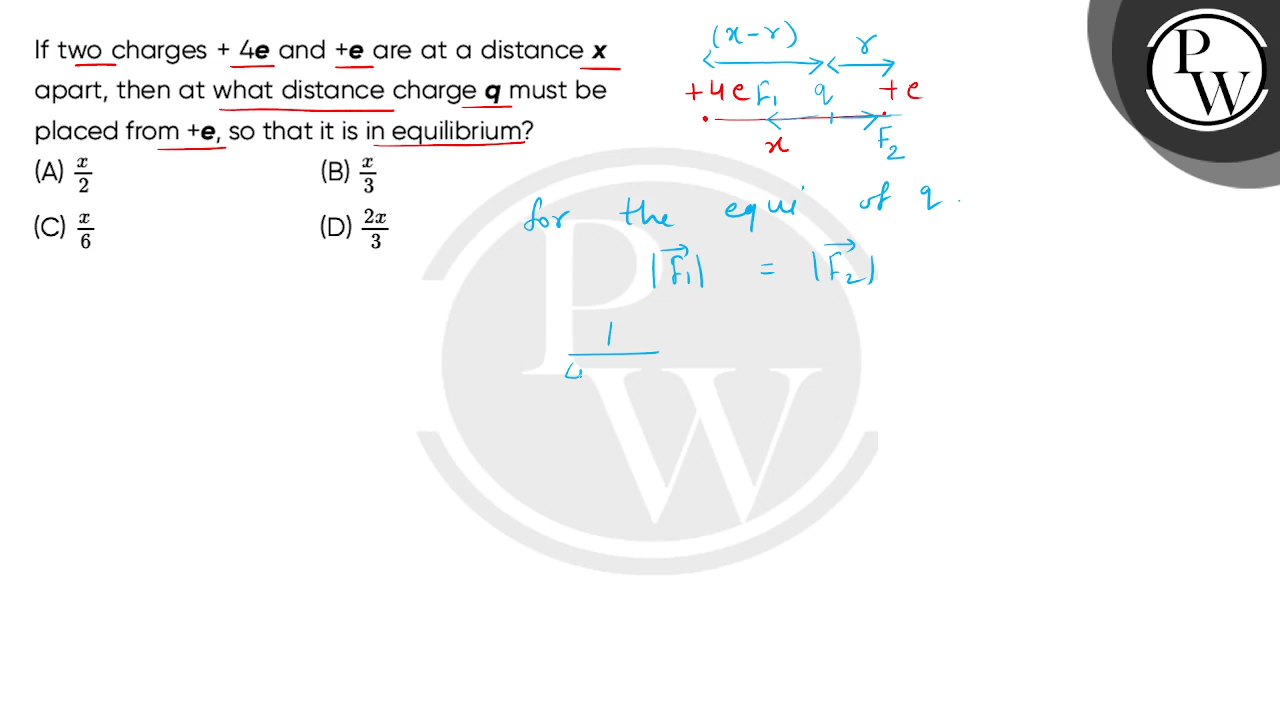 If two charges + 4e and +e are at a distance x
apart, then at what distance charge q must be
placed from +e, so that it is in equilibrium?
(A) x/2
(B) x/3
(C) x/6
(D) 2x/3
(x-r) r
+4e F₁ q +e
x F₂
for the equi of q.
|F₁| = |F₂|
1
4
P
W
P
W